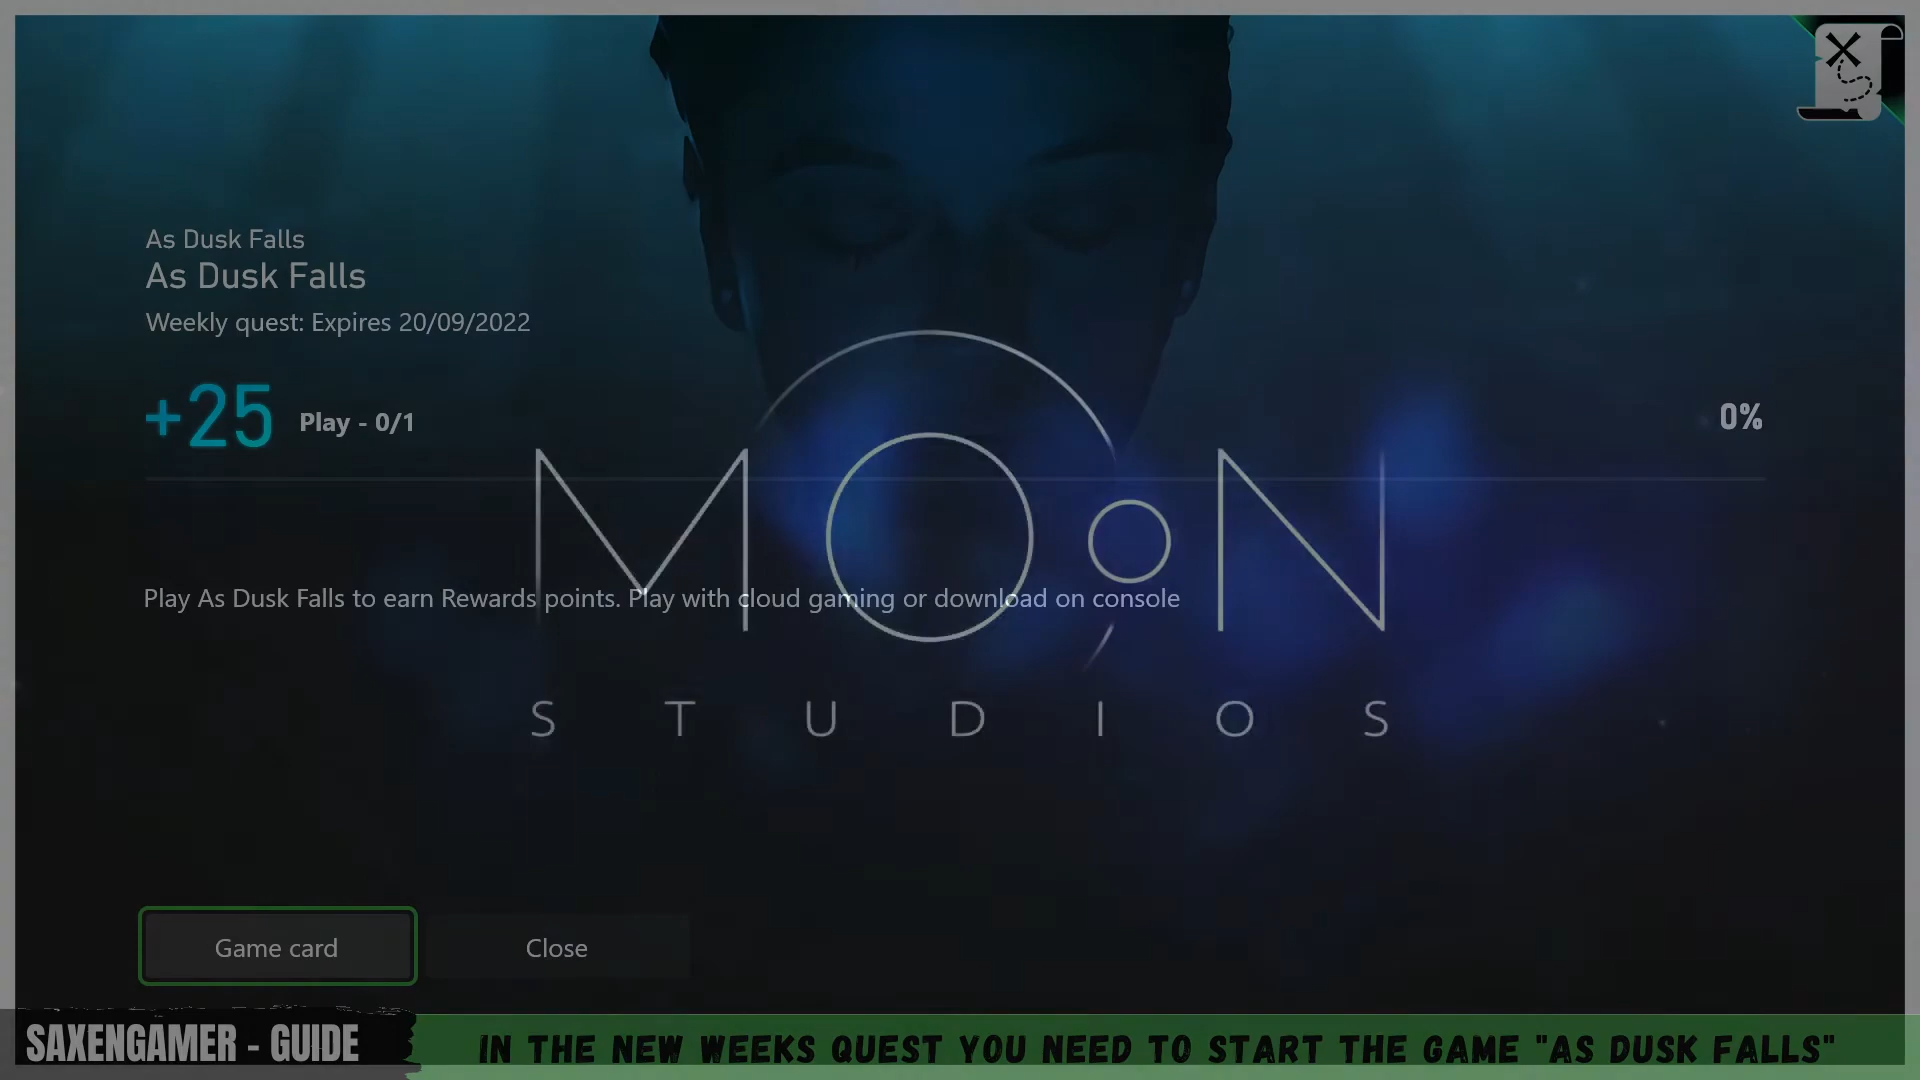 As Dusk Falls
As Dusk Falls
Weekly quest: Expires 20/09/2022
+25 Play - 0/1 0%
MOON
Play As Dusk Falls to earn Rewards points. Play with cloud gaming or download on console
STUDIOS
Game card Close
SAXENGAMER - GUIDE
IN THE NEW WEEKS QUEST YOU NEED TO START THE GAME "AS DUSK FALLS"